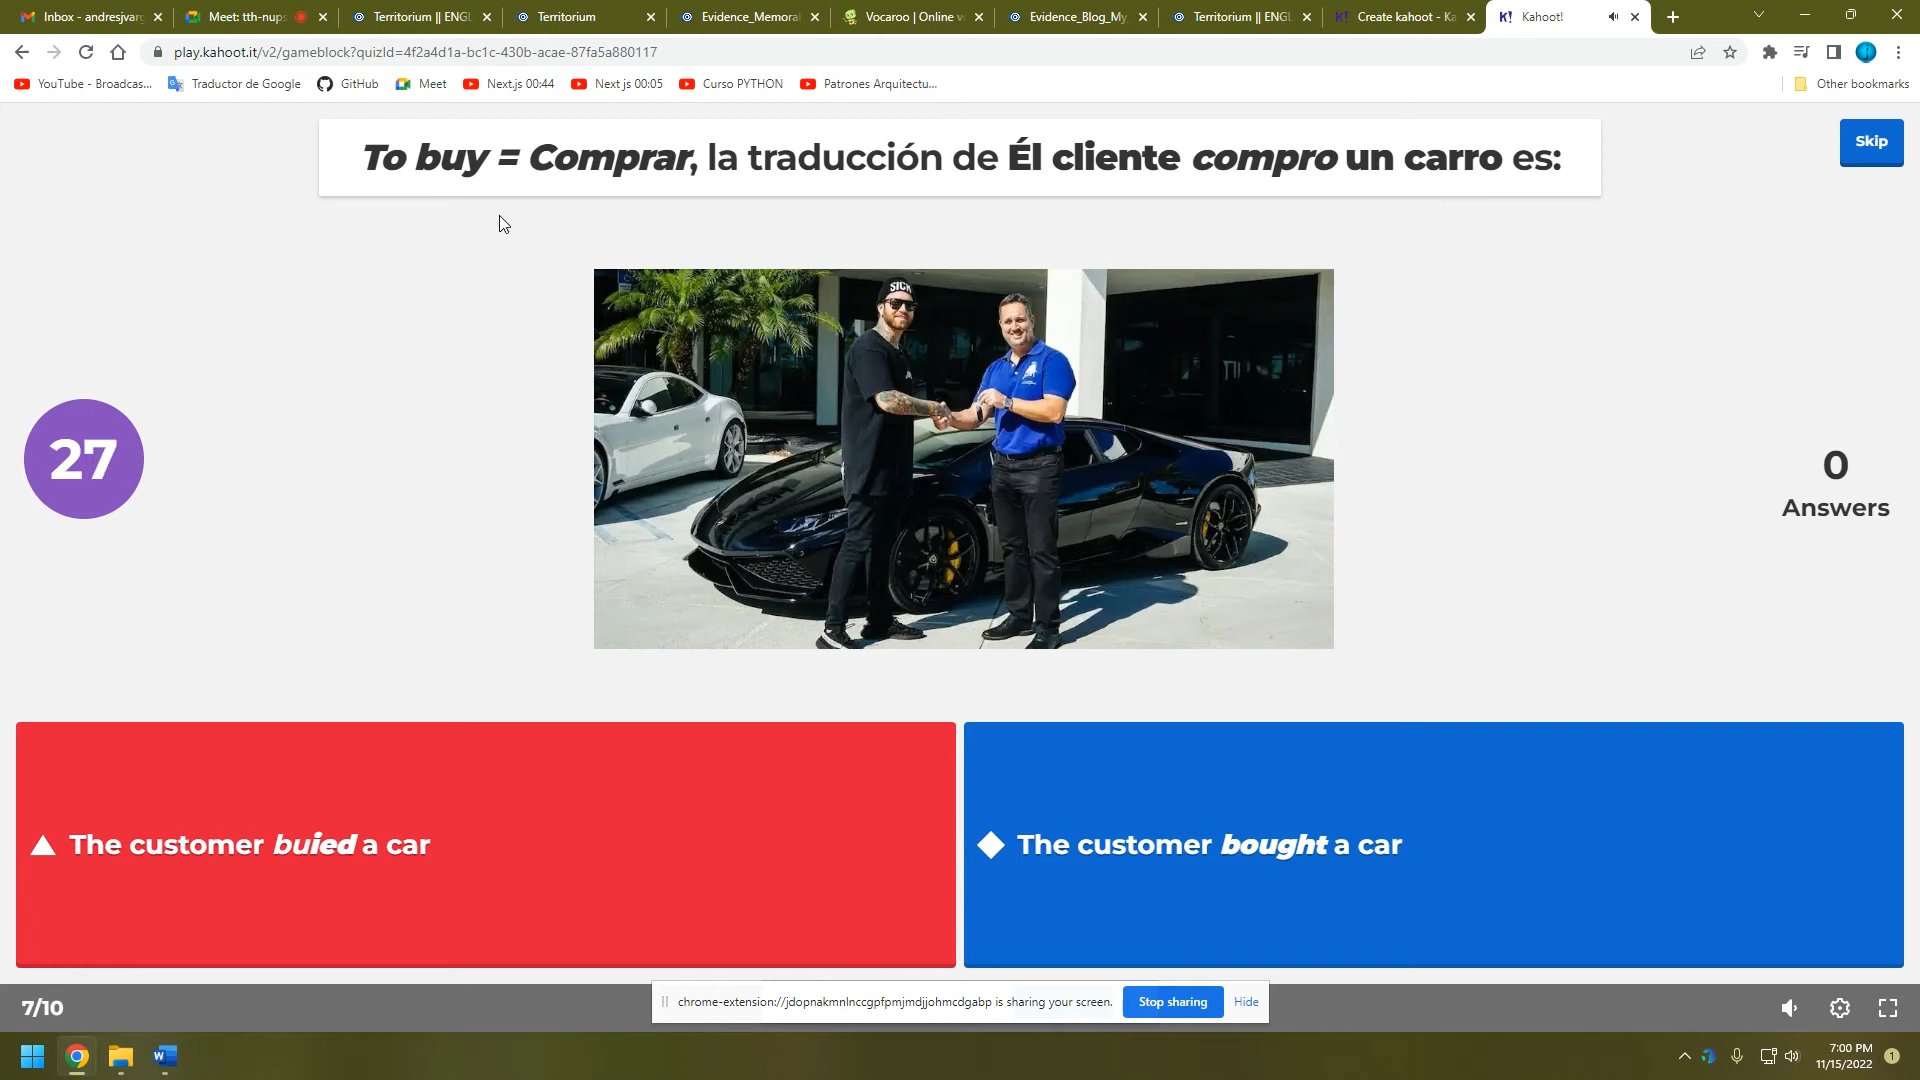 Inbox - andresjvarg
Meet: tth-nups
Territorium || ENGL
Territorium
Evidence_Memoral
Vocaroo | Online v
Evidence_Blog_My_
Territorium || ENGL
Create kahoot - Ka
Kahoot!
play.kahoot.it/v2/gameblock?quizId=4f2a4d1a-bc1c-430b-acae-87fa5a880117
YouTube - Broadcas...
Traductor de Google
GitHub
Meet
Next.js 00:44
Next js 00:05
Curso PYTHON
Patrones Arquitectu...
Other bookmarks
To buy = Comprar, la traducción de Él cliente compro un carro es:
Skip
SICK
27
0
Answers
The customer buied a car
The customer bought a car
7/10
chrome-extension://jdopnakmnlnccgpfpmjmdjjohmcdgabp is sharing your screen.
Stop sharing
Hide
7:00 PM
11/15/2022
1